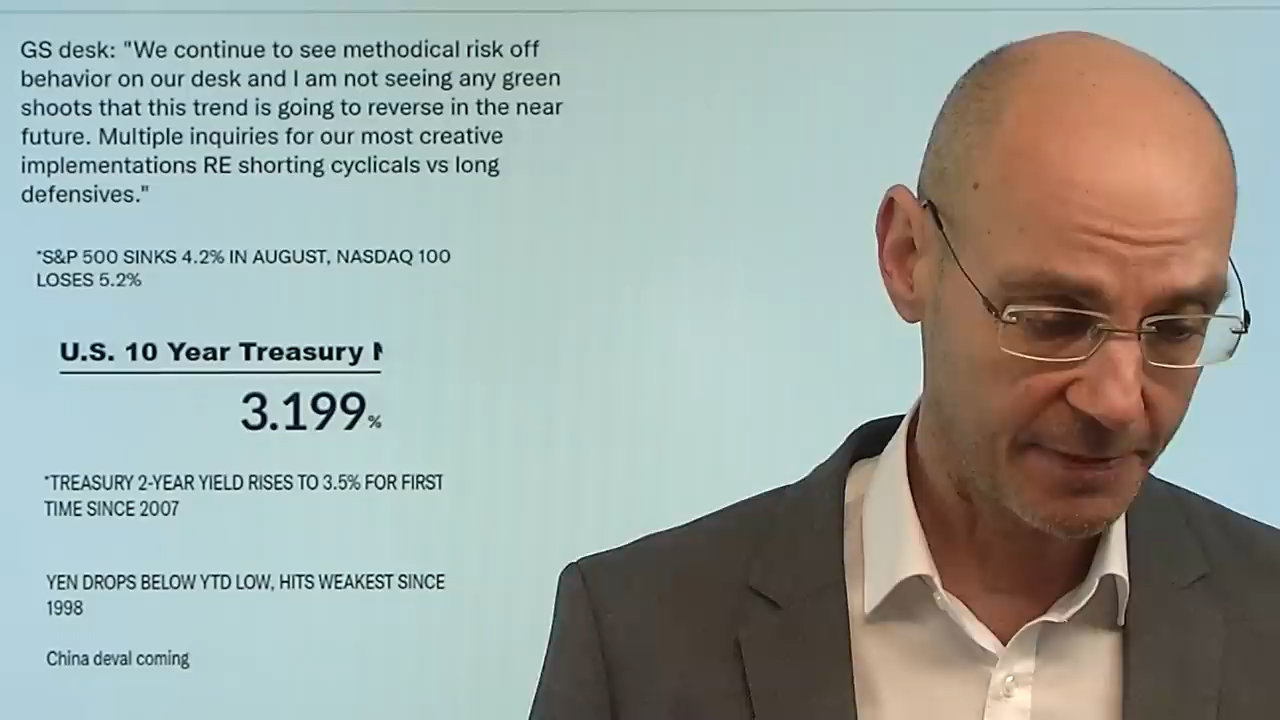 GS desk: "We continue to see methodical risk off
behavior on our desk and I am not seeing any green
shoots that this trend is going to reverse in the near
future. Multiple inquiries for our most creative
implementations RE shorting cyclicals vs long
defensives."
*S&P 500 SINKS 4.2% IN AUGUST, NASDAQ 100
LOSES 5.2%
U.S. 10 Year Treasury
3.199%
*TREASURY 2-YEAR YIELD RISES TO 3.5% FOR FIRST
TIME SINCE 2007
YEN DROPS BELOW YTD LOW, HITS WEAKEST SINCE
1998
China deval coming